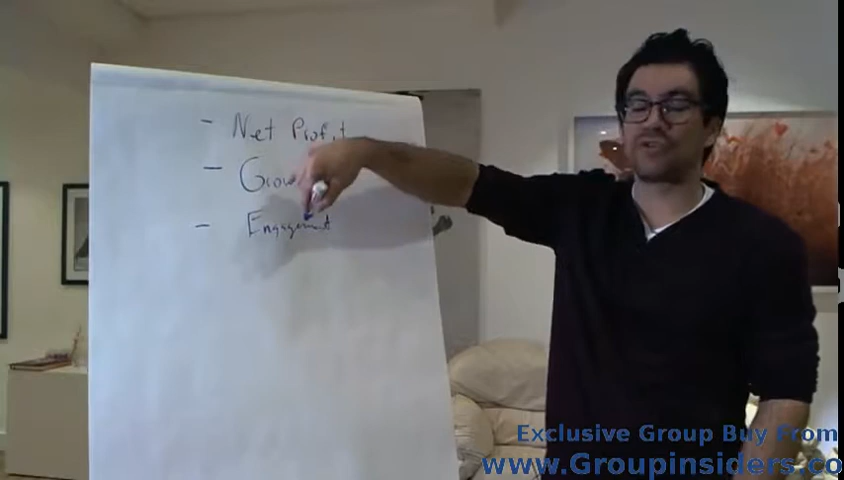 - Net Profit
- Grow
- Engagement
Exclusive Group Buy From
www.Groupinsiders.co